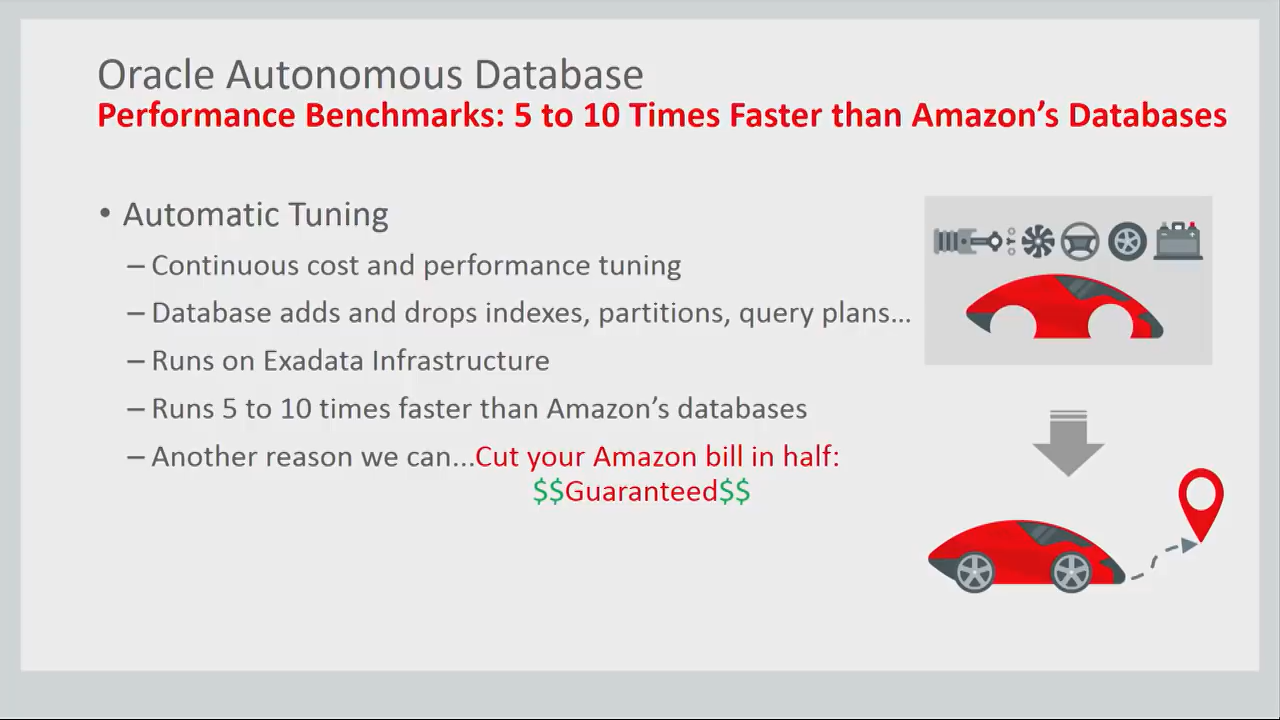 Oracle Autonomous Database
Performance Benchmarks: 5 to 10 Times Faster than Amazon’s Databases
• Automatic Tuning
– Continuous cost and performance tuning
– Database adds and drops indexes, partitions, query plans...
– Runs on Exadata Infrastructure
– Runs 5 to 10 times faster than Amazon’s databases
– Another reason we can...Cut your Amazon bill in half:
$$Guaranteed$$